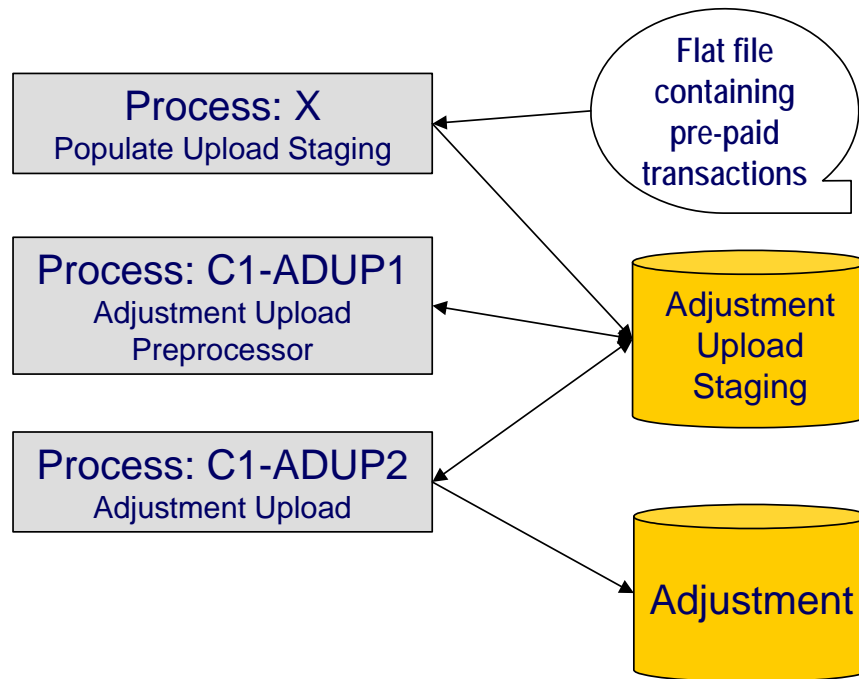 Process: X
Populate Upload Staging
Flat file
containing
pre-paid
transactions
Process: C1-ADUP1
Adjustment Upload
Preprocessor
Adjustment
Upload
Staging
Process: C1-ADUP2
Adjustment Upload
Adjustment